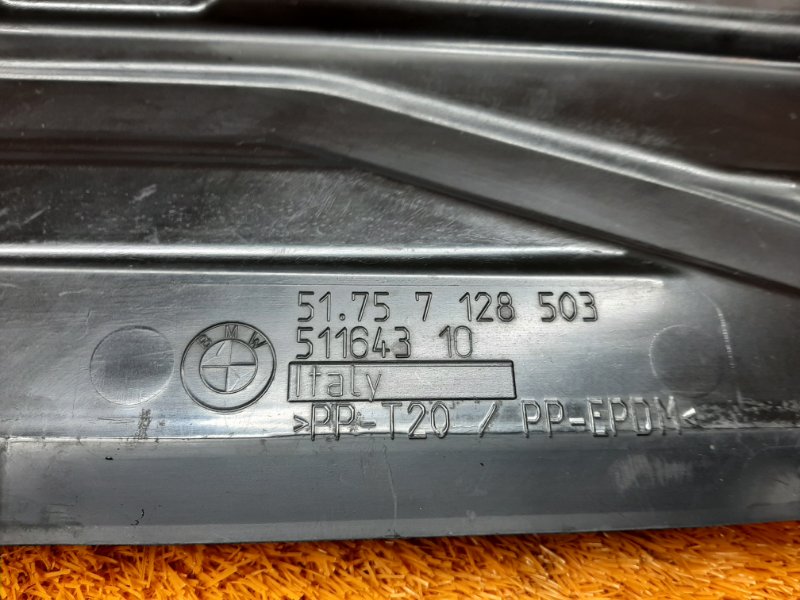 51.75 7 128 503
BMW
511643 10
Italy
>PP-T20 / PP-EPDM<